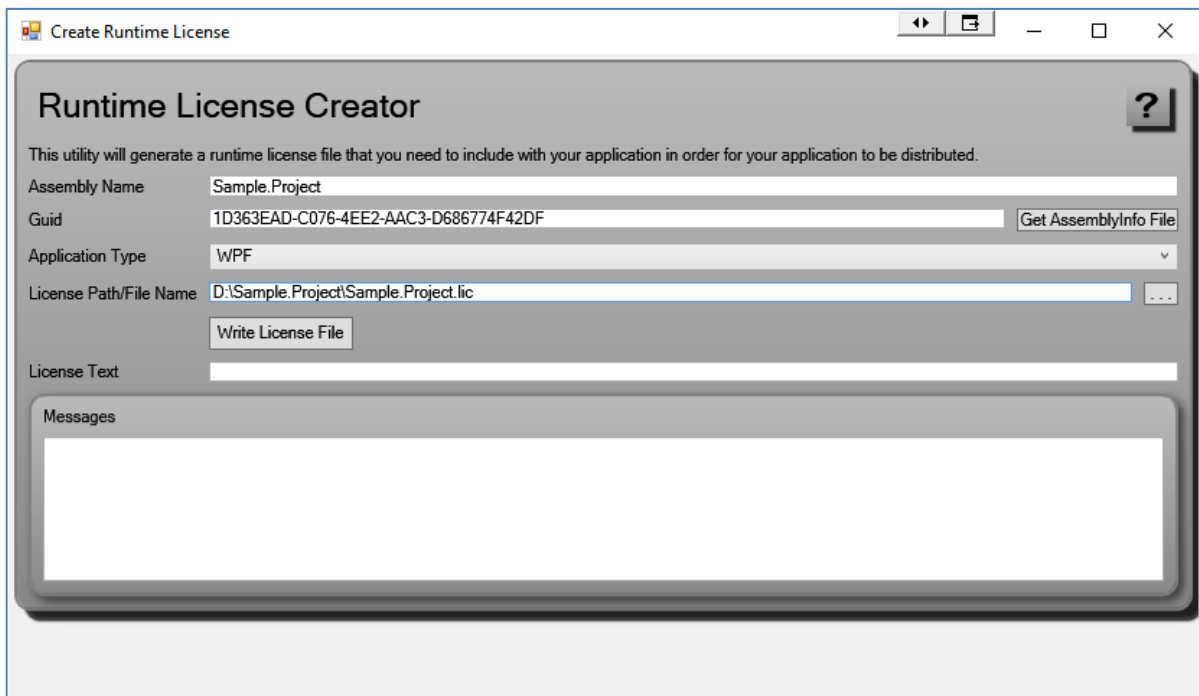 Create Runtime License
Runtime License Creator
?
This utility will generate a runtime license file that you need to include with your application in order for your application to be distributed.
Assembly Name Sample.Project
Guid 1D363EAD-C076-4EE2-AAC3-D686774F42DF Get AssemblyInfo File
Application Type WPF
License Path/File Name D:\Sample.Project\Sample.Project.lic ...
Write License File
License Text
Messages